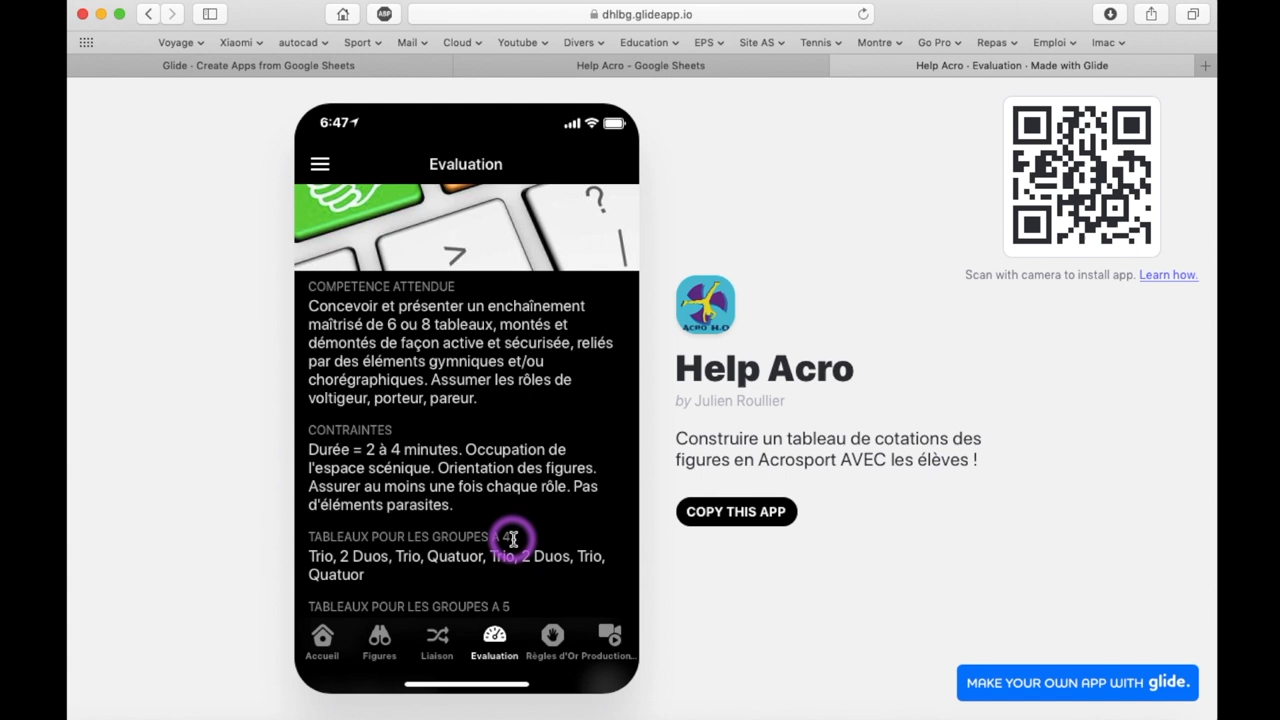 ABP
dhlbg.glideapp.io
Voyage Xiaomi autocad Sport Mail Cloud Youtube Divers Education EPS Site AS Tennis Montre Go Pro Repas Emploi Imac
Glide · Create Apps from Google Sheets
Help Acro - Google Sheets
Help Acro · Evaluation · Made with Glide
6:47
Evaluation
?
>
COMPETENCE ATTENDUE
Concevoir et présenter un enchaînement
maîtrisé de 6 ou 8 tableaux, montés et
démontés de façon active et sécurisée, reliés
par des éléments gymniques et/ou
chorégraphiques. Assumer les rôles de
voltigeur, porteur, pareur.
CONTRAINTES
Durée = 2 à 4 minutes. Occupation de
l'espace scénique. Orientation des figures.
Assurer au moins une fois chaque rôle. Pas
d'éléments parasites.
TABLEAUX POUR LES GROUPES A 4
Trio, 2 Duos, Trio, Quatuor, Trio, 2 Duos, Trio,
Quatuor
TABLEAUX POUR LES GROUPES A 5
Accueil Figures Liaison Evaluation Règles d'Or Production...
Scan with camera to install app. Learn how.
ACRO H.O
Help Acro
by Julien Roullier
Construire un tableau de cotations des
figures en Acrosport AVEC les élèves !
COPY THIS APP
MAKE YOUR OWN APP WITH glide.